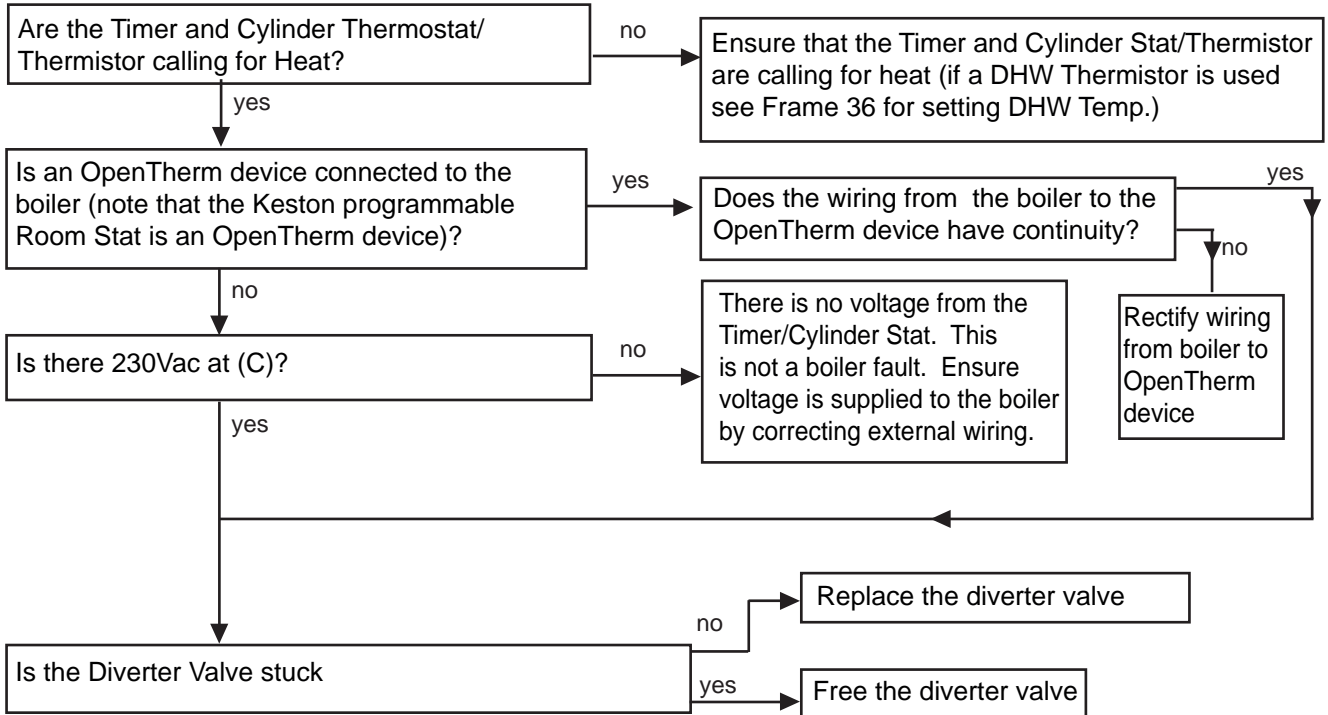 Are the Timer and Cylinder Thermostat/
Thermistor calling for Heat?
no
Ensure that the Timer and Cylinder Stat/Thermistor
are calling for heat (if a DHW Thermistor is used
see Frame 36 for setting DHW Temp.)
yes
Is an OpenTherm device connected to the
boiler (note that the Keston programmable
Room Stat is an OpenTherm device)?
yes
Does the wiring from the boiler to the
OpenTherm device have continuity?
yes
no
Rectify wiring
from boiler to
OpenTherm
device
no
Is there 230Vac at (C)?
no
There is no voltage from the
Timer/Cylinder Stat. This
is not a boiler fault. Ensure
voltage is supplied to the boiler
by correcting external wiring.
yes
Is the Diverter Valve stuck
no
Replace the diverter valve
yes
Free the diverter valve